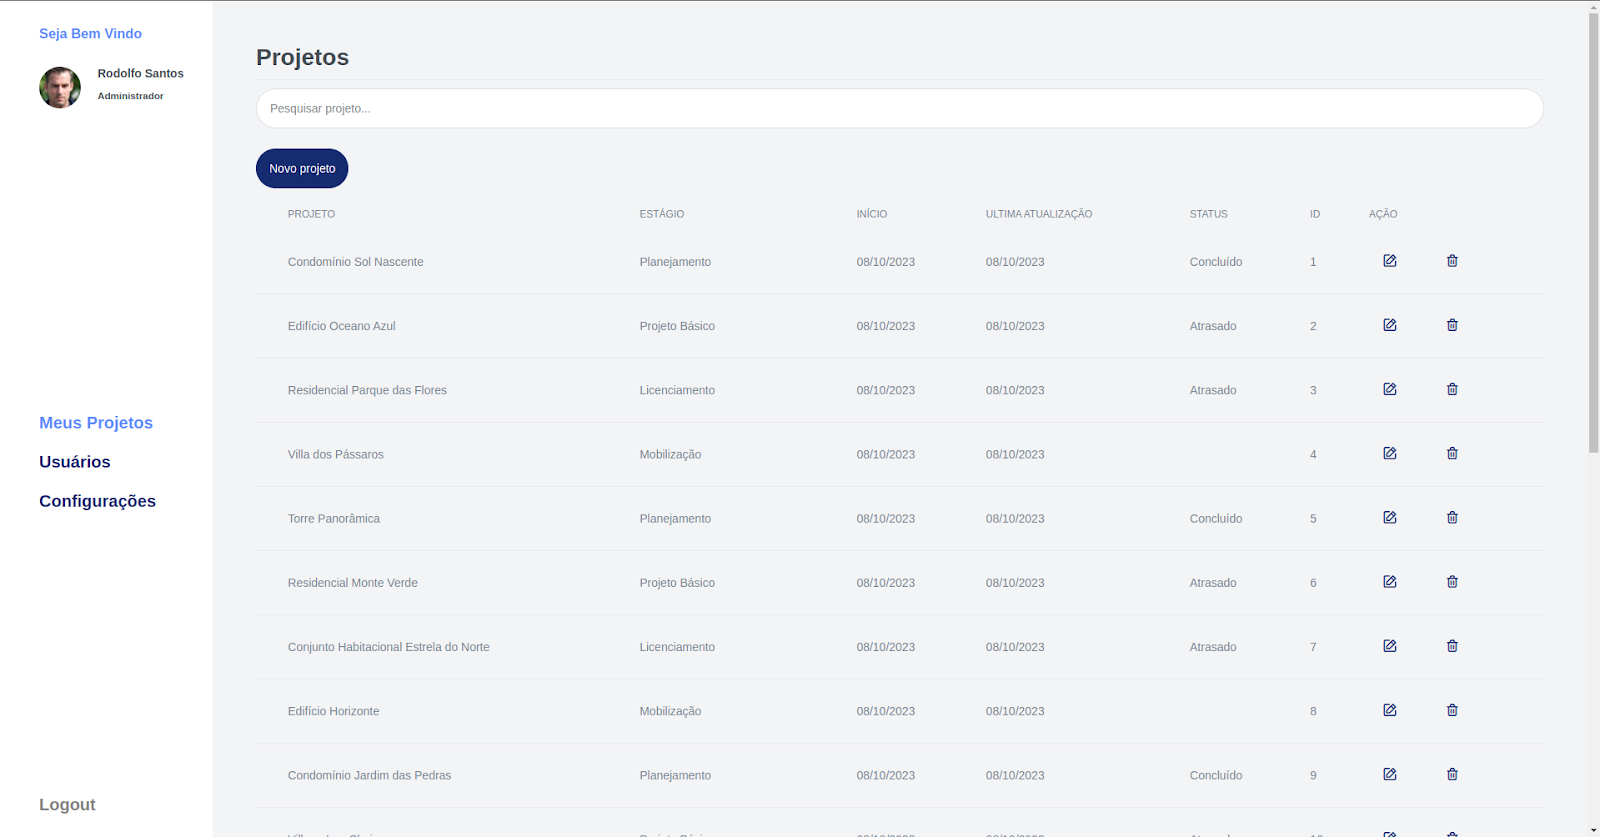 Seja Bem Vindo
Rodolfo Santos
Administrador
Meus Projetos
Usuários
Configurações
Logout
Projetos
Pesquisar projeto...
Novo projeto
PROJETO ESTÁGIO INÍCIO ULTIMA ATUALIZAÇÃO STATUS ID AÇÃO
Condomínio Sol Nascente Planejamento 08/10/2023 08/10/2023 Concluído 1
Edifício Oceano Azul Projeto Básico 08/10/2023 08/10/2023 Atrasado 2
Residencial Parque das Flores Licenciamento 08/10/2023 08/10/2023 Atrasado 3
Villa dos Pássaros Mobilização 08/10/2023 08/10/2023 4
Torre Panorâmica Planejamento 08/10/2023 08/10/2023 Concluído 5
Residencial Monte Verde Projeto Básico 08/10/2023 08/10/2023 Atrasado 6
Conjunto Habitacional Estrela do Norte Licenciamento 08/10/2023 08/10/2023 Atrasado 7
Edifício Horizonte Mobilização 08/10/2023 08/10/2023 8
Condomínio Jardim das Pedras Planejamento 08/10/2023 08/10/2023 Concluído 9